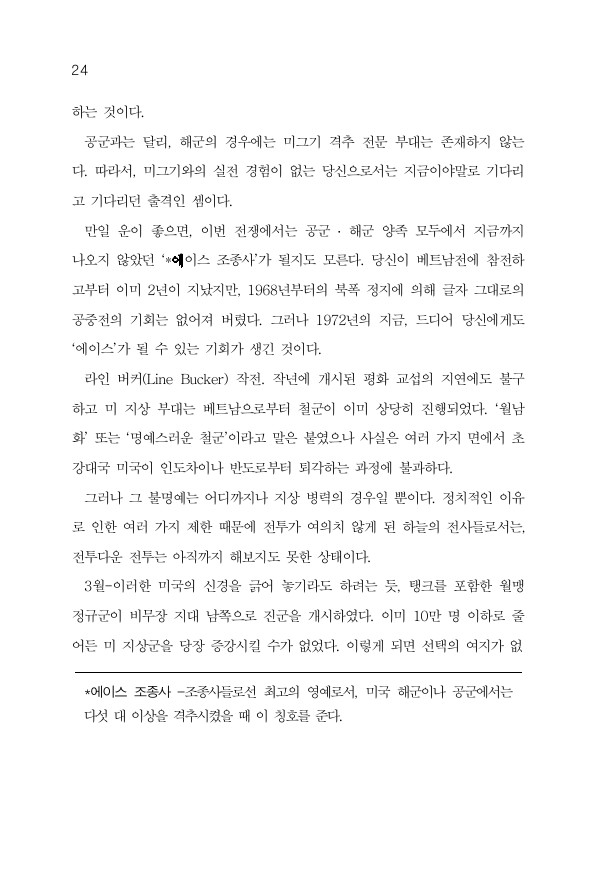 24
하는 것이다.
공군과는 달리, 해군의 경우에는 미그기 격추 전문 부대는 존재하지 않는
다. 따라서, 미그기와의 실전 경험이 없는 당신으로서는 지금이야말로 기다리
고 기다리던 출격인 셈이다.
만일 운이 좋으면, 이번 전쟁에서는 공군 · 해군 양족 모두에서 지금까지
나오지 않았던 ‘*에이스 조종사’가 될지도 모른다. 당신이 베트남전에 참전하
고부터 이미 2년이 지났지만, 1968년부터의 북폭 정지에 의해 글자 그대로의
공중전의 기회는 없어져 버렸다. 그러나 1972년의 지금, 드디어 당신에게도
‘에이스’가 될 수 있는 기회가 생긴 것이다.
라인 버커(Line Bucker) 작전. 작년에 개시된 평화 교섭의 지연에도 불구
하고 미 지상 부대는 베트남으로부터 철군이 이미 상당히 진행되었다. ‘월남
화’ 또는 ‘명예스러운 철군’이라고 말은 붙였으나 사실은 여러 가지 면에서 초
강대국 미국이 인도차이나 반도로부터 퇴각하는 과정에 불과하다.
그러나 그 불명예는 어디까지나 지상 병력의 경우일 뿐이다. 정치적인 이유
로 인한 여러 가지 제한 때문에 전투가 여의치 않게 된 하늘의 전사들로서는,
전투다운 전투는 아직까지 해보지도 못한 상태이다.
3월-이러한 미국의 신경을 긁어 놓기라도 하려는 듯, 탱크를 포함한 월맹
정규군이 비무장 지대 남쪽으로 진군을 개시하였다. 이미 10만 명 이하로 줄
어든 미 지상군을 당장 증강시킬 수가 없었다. 이렇게 되면 선택의 여지가 없
*에이스 조종사 -조종사들로선 최고의 영예로서, 미국 해군이나 공군에서는
다섯 대 이상을 격추시켰을 때 이 칭호를 준다.